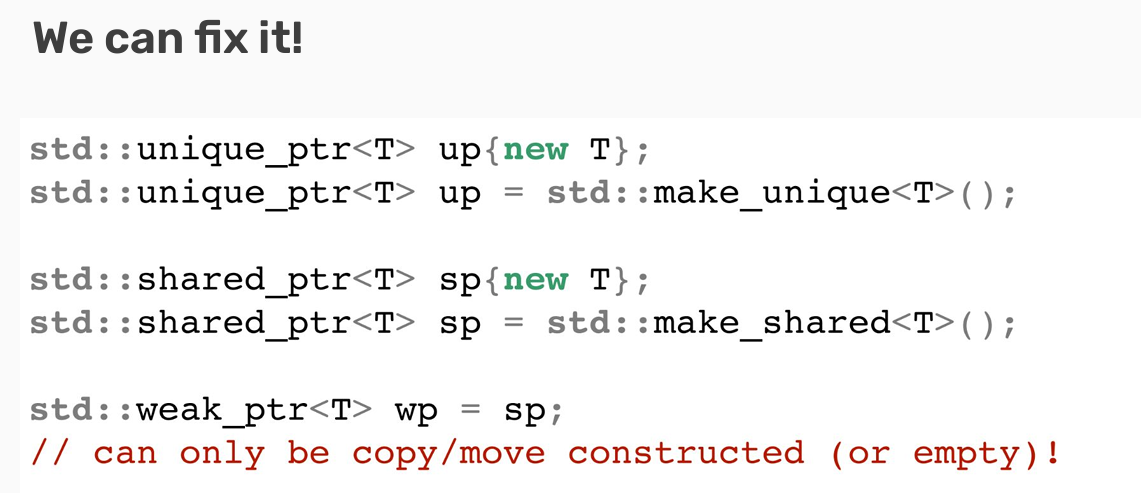 We can fix it!
std::unique_ptr<T> up{new T};
std::unique_ptr<T> up = std::make_unique<T>();
std::shared_ptr<T> sp{new T};
std::shared_ptr<T> sp = std::make_shared<T>();
std::weak_ptr<T> wp = sp;
// can only be copy/move constructed (or empty)!